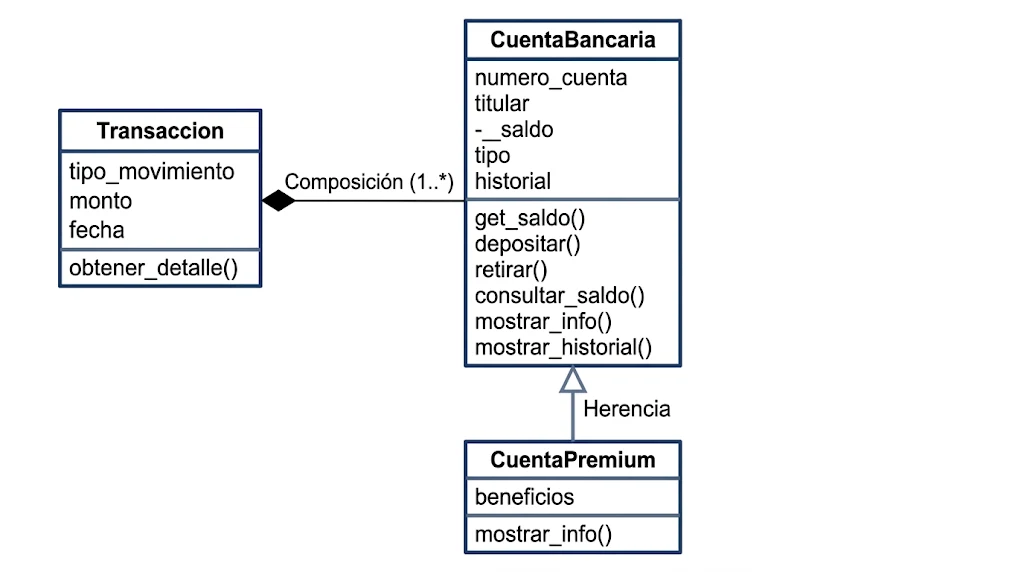 CuentaBancaria
numero_cuenta
titular
-__saldo
tipo
historial
get_saldo()
depositar()
retirar()
consultar_saldo()
mostrar_info()
mostrar_historial()
Transaccion
tipo_movimiento
monto
fecha
obtener_detalle()
Composición (1..*)
Herencia
CuentaPremium
beneficios
mostrar_info()